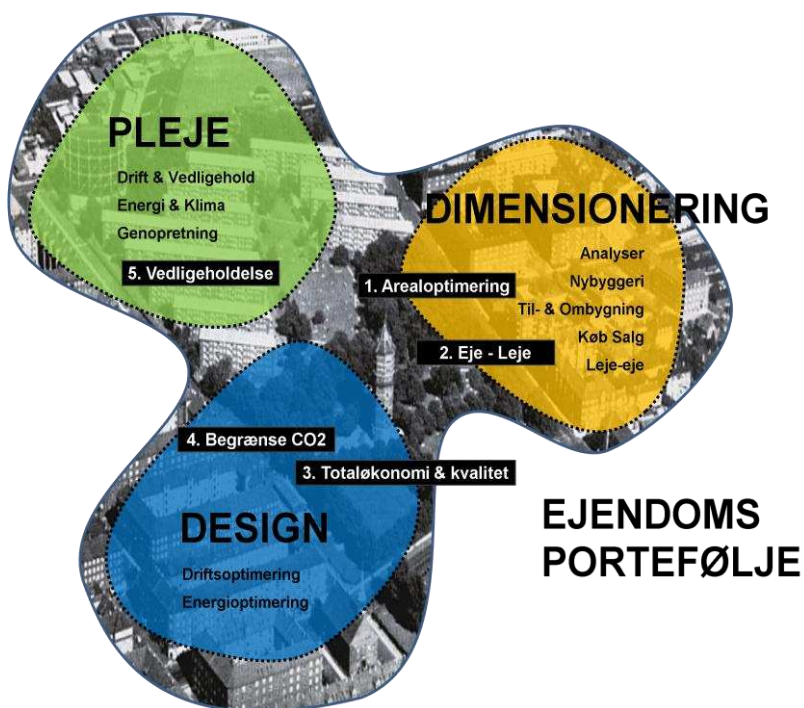 PLEJE
Drift & Vedligehold
Energi & Klima
Genopretning
5. Vedligeholdelse
DIMENSIONERING
Analyser
Nybyggeri
Til- & Ombygning
Køb Salg
Leje-eje
1. Arealoptimering
2. Eje - Leje
4. Begrænse CO2
3. Totaløkonomi & kvalitet
DESIGN
Driftsoptimering
Energioptimering
EJENDOMS
PORTEFØLJE